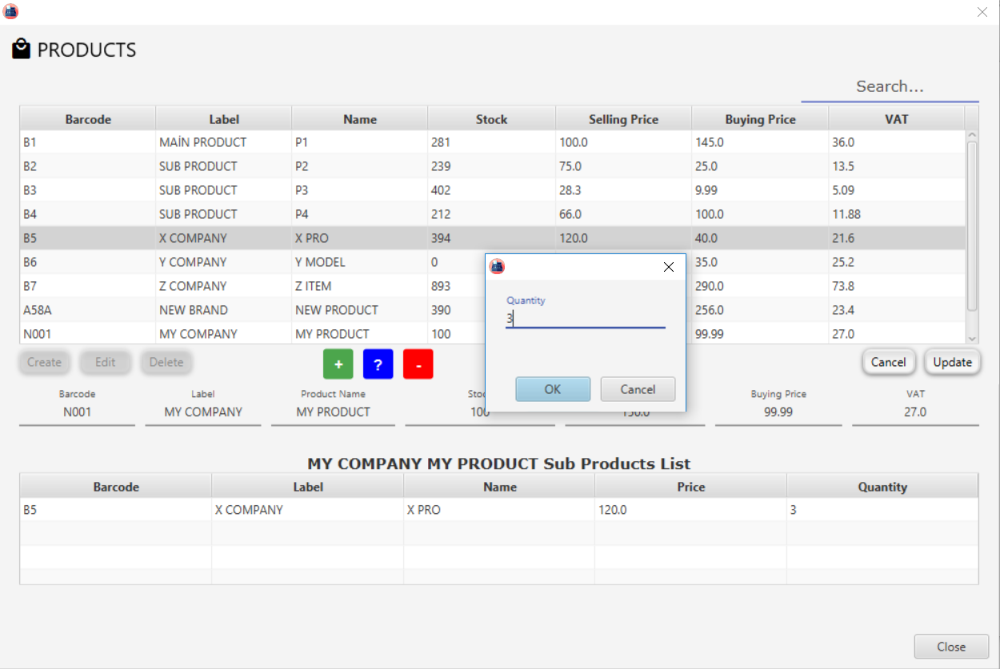 PRODUCTS
Search...
Barcode Label Name Stock Selling Price Buying Price VAT
B1 MAİN PRODUCT P1 281 100.0 145.0 36.0
B2 SUB PRODUCT P2 239 75.0 25.0 13.5
B3 SUB PRODUCT P3 402 28.3 9.99 5.09
B4 SUB PRODUCT P4 212 66.0 100.0 11.88
B5 X COMPANY X PRO 394 120.0 40.0 21.6
B6 Y COMPANY Y MODEL 0 35.0 25.2
B7 Z COMPANY Z ITEM 893 290.0 73.8
A58A NEW BRAND NEW PRODUCT 390 256.0 23.4
N001 MY COMPANY MY PRODUCT 100 99.99 27.0
Quantity
3
OK Cancel
Create Edit Delete + ? - Cancel Update
Barcode Label Product Name Buying Price VAT
N001 MY COMPANY MY PRODUCT 100 99.99 27.0
MY COMPANY MY PRODUCT Sub Products List
Barcode Label Name Price Quantity
B5 X COMPANY X PRO 120.0 3
Close